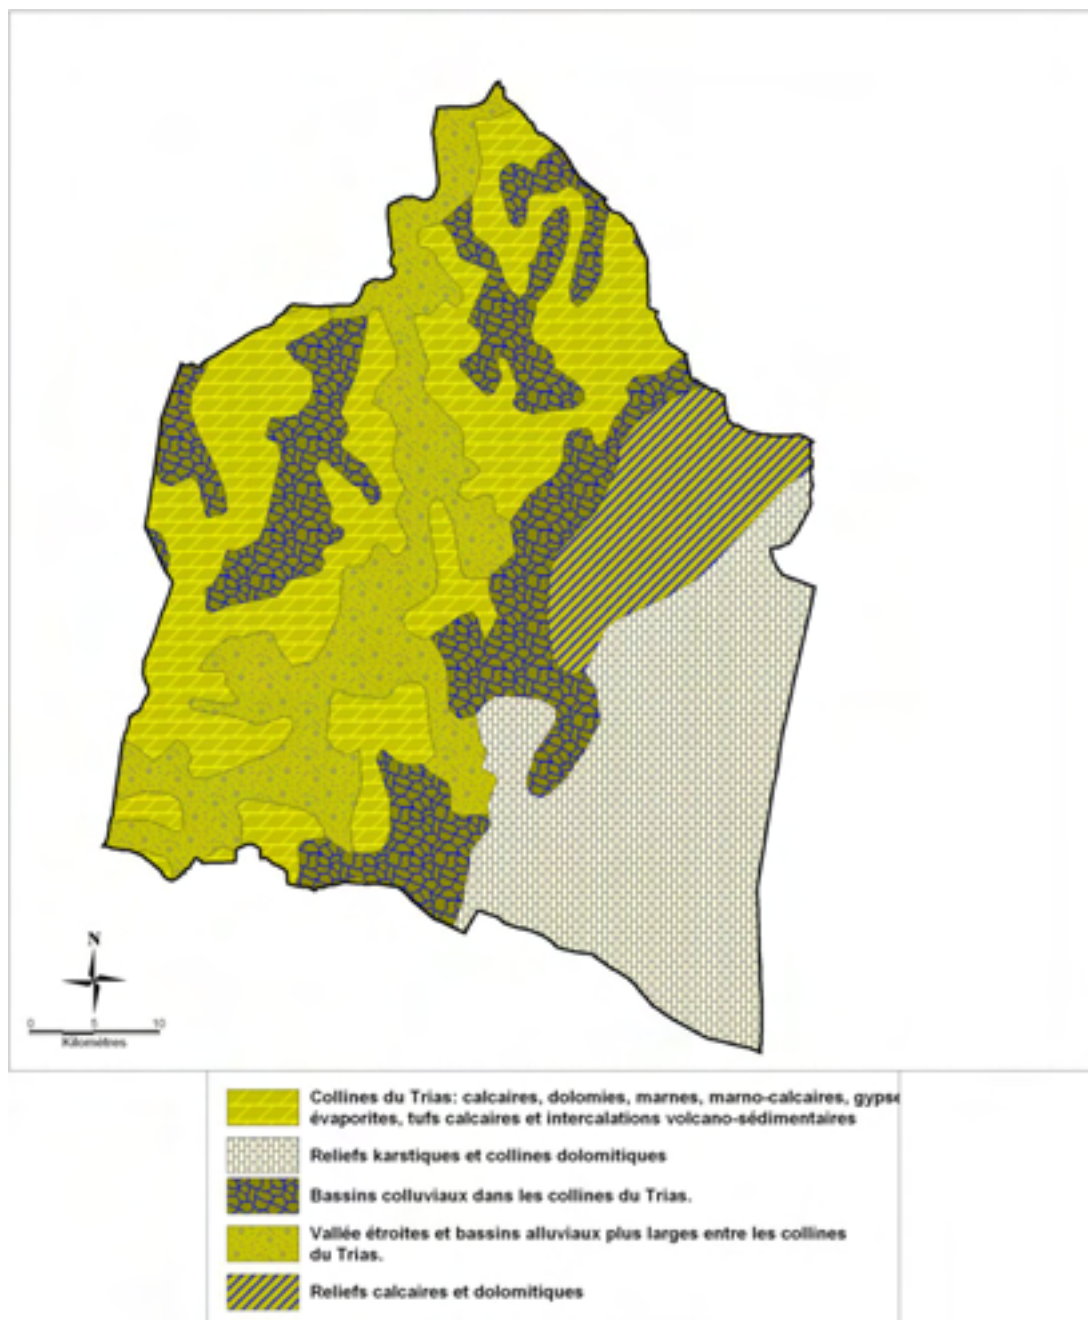 N
0 5 10
Kilométres
Collines du Trias: calcaires, dolomies, marnes, marno-calcaires, gypse
évaporites, tufs calcaires et intercalations volcano-sédimentaires
Reliefs karstiques et collines dolomitiques
Bassins colluviaux dans les collines du Trias.
Vallée étroites et bassins alluviaux plus larges entre les collines
du Trias.
Reliefs calcaires et dolomitiques